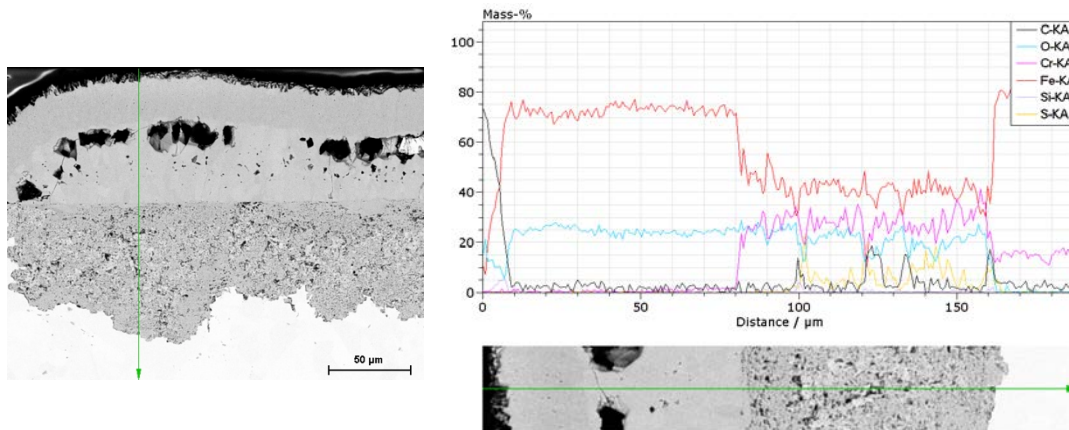 50 µm
Mass-%
100
80
60
40
20
0
0 50 100 150
Distance / µm
C-KA
O-KA
Cr-KA
Fe-KA
Si-KA
S-KA